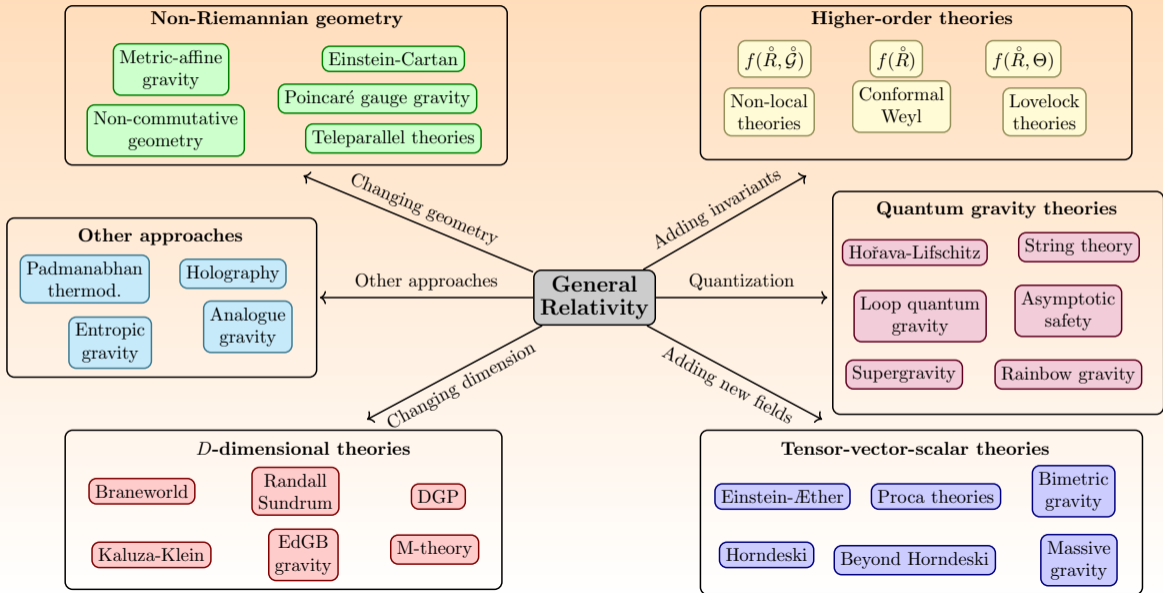 Non-Riemannian geometry
Metric-affine
gravity
Einstein-Cartan
Poincaré gauge gravity
Non-commutative
geometry
Teleparallel theories
Higher-order theories
f(R̊, 𝒢̊)
f(R̊)
f(R̊, Θ)
Non-local
theories
Conformal
Weyl
Lovelock
theories
Changing geometry
Adding invariants
Other approaches
Padmanabhan
thermod.
Holography
Entropic
gravity
Analogue
gravity
Other approaches
General
Relativity
Quantization
Quantum gravity theories
Hořava-Lifschitz
String theory
Loop quantum
gravity
Asymptotic
safety
Supergravity
Rainbow gravity
Changing dimension
Adding new fields
D-dimensional theories
Braneworld
Randall
Sundrum
DGP
Kaluza-Klein
EdGB
gravity
M-theory
Tensor-vector-scalar theories
Einstein-Æther
Proca theories
Bimetric
gravity
Horndeski
Beyond Horndeski
Massive
gravity